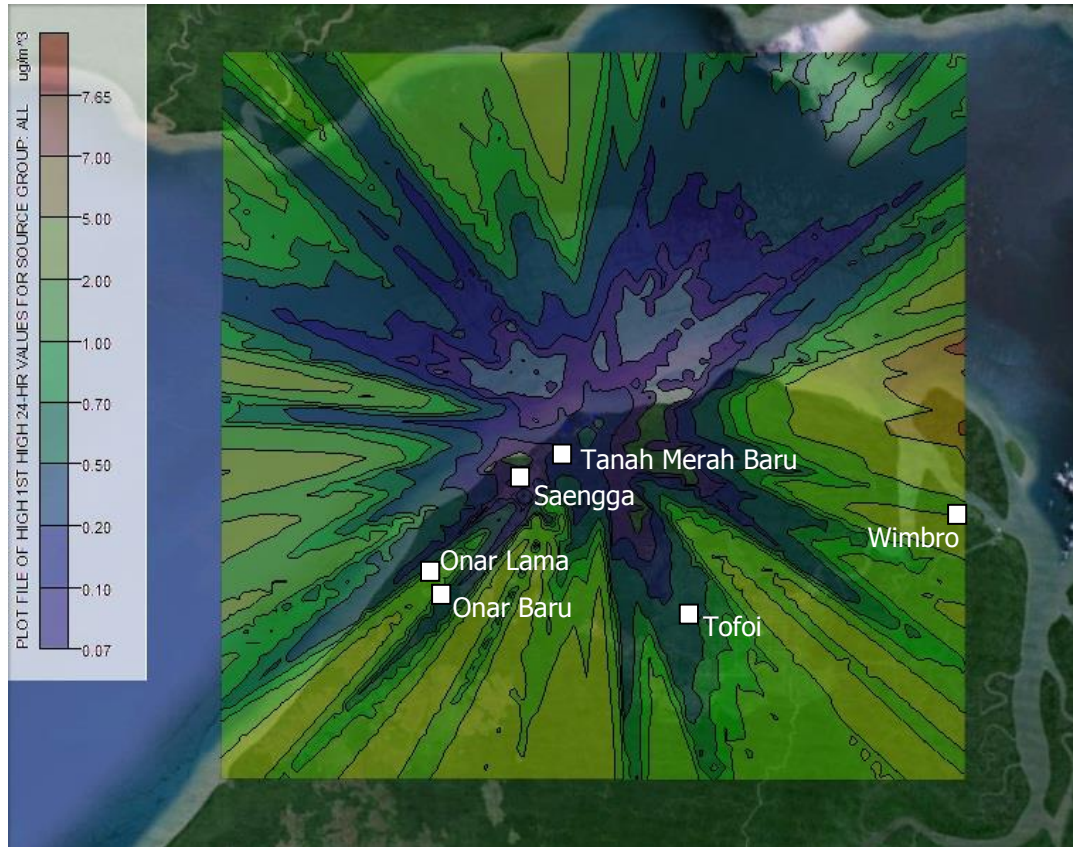 PLOT FILE OF HIGH 1ST HIGH 24-HR VALUES FOR SOURCE GROUP: ALL ug/m^3
7.65
7.00
5.00
2.00
1.00
0.70
0.50
0.20
0.10
0.07
Tanah Merah Baru
Saengga
Wimbro
Onar Lama
Onar Baru
Tofoi